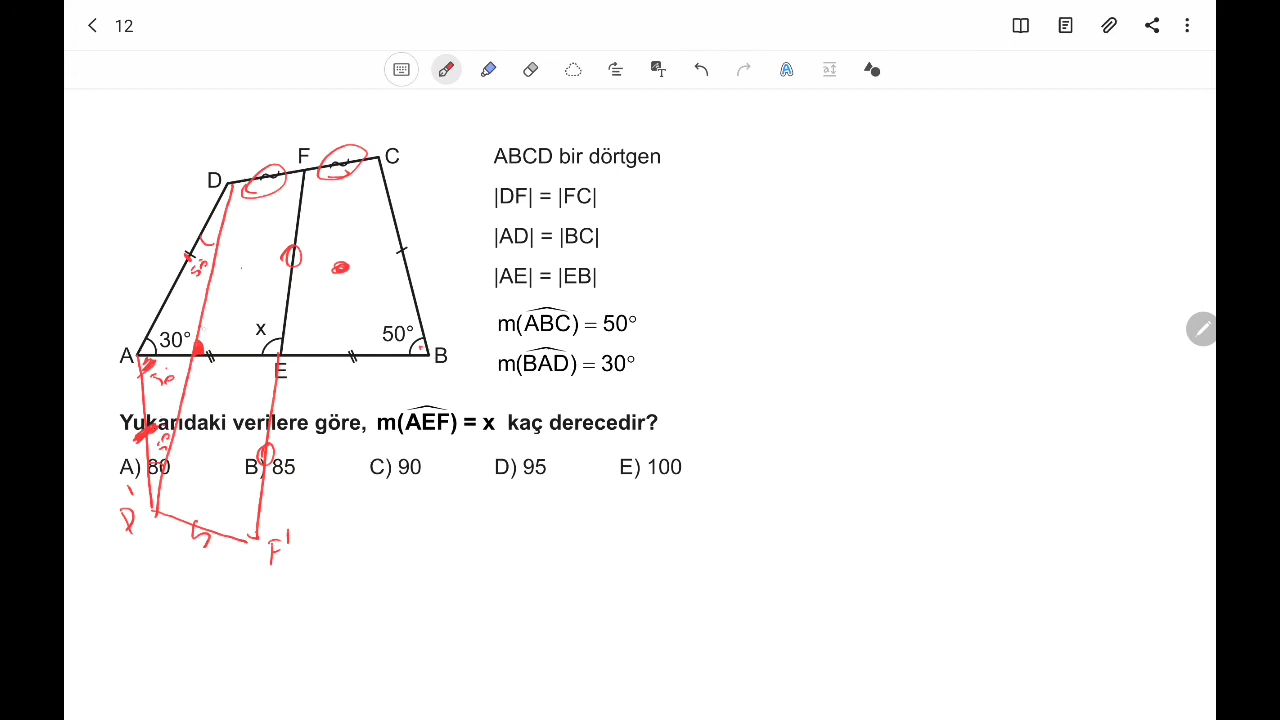 12
F C
D
ABCD bir dörtgen
|DF| = |FC|
|AD| = |BC|
|AE| = |EB|
m(ABC) = 50°
m(BAD) = 30°
A 30° x 50° B
E
Yukarıdaki verilere göre, m(AEF) = x kaç derecedir?
A) 80 B) 85 C) 90 D) 95 E) 100
D'
F'